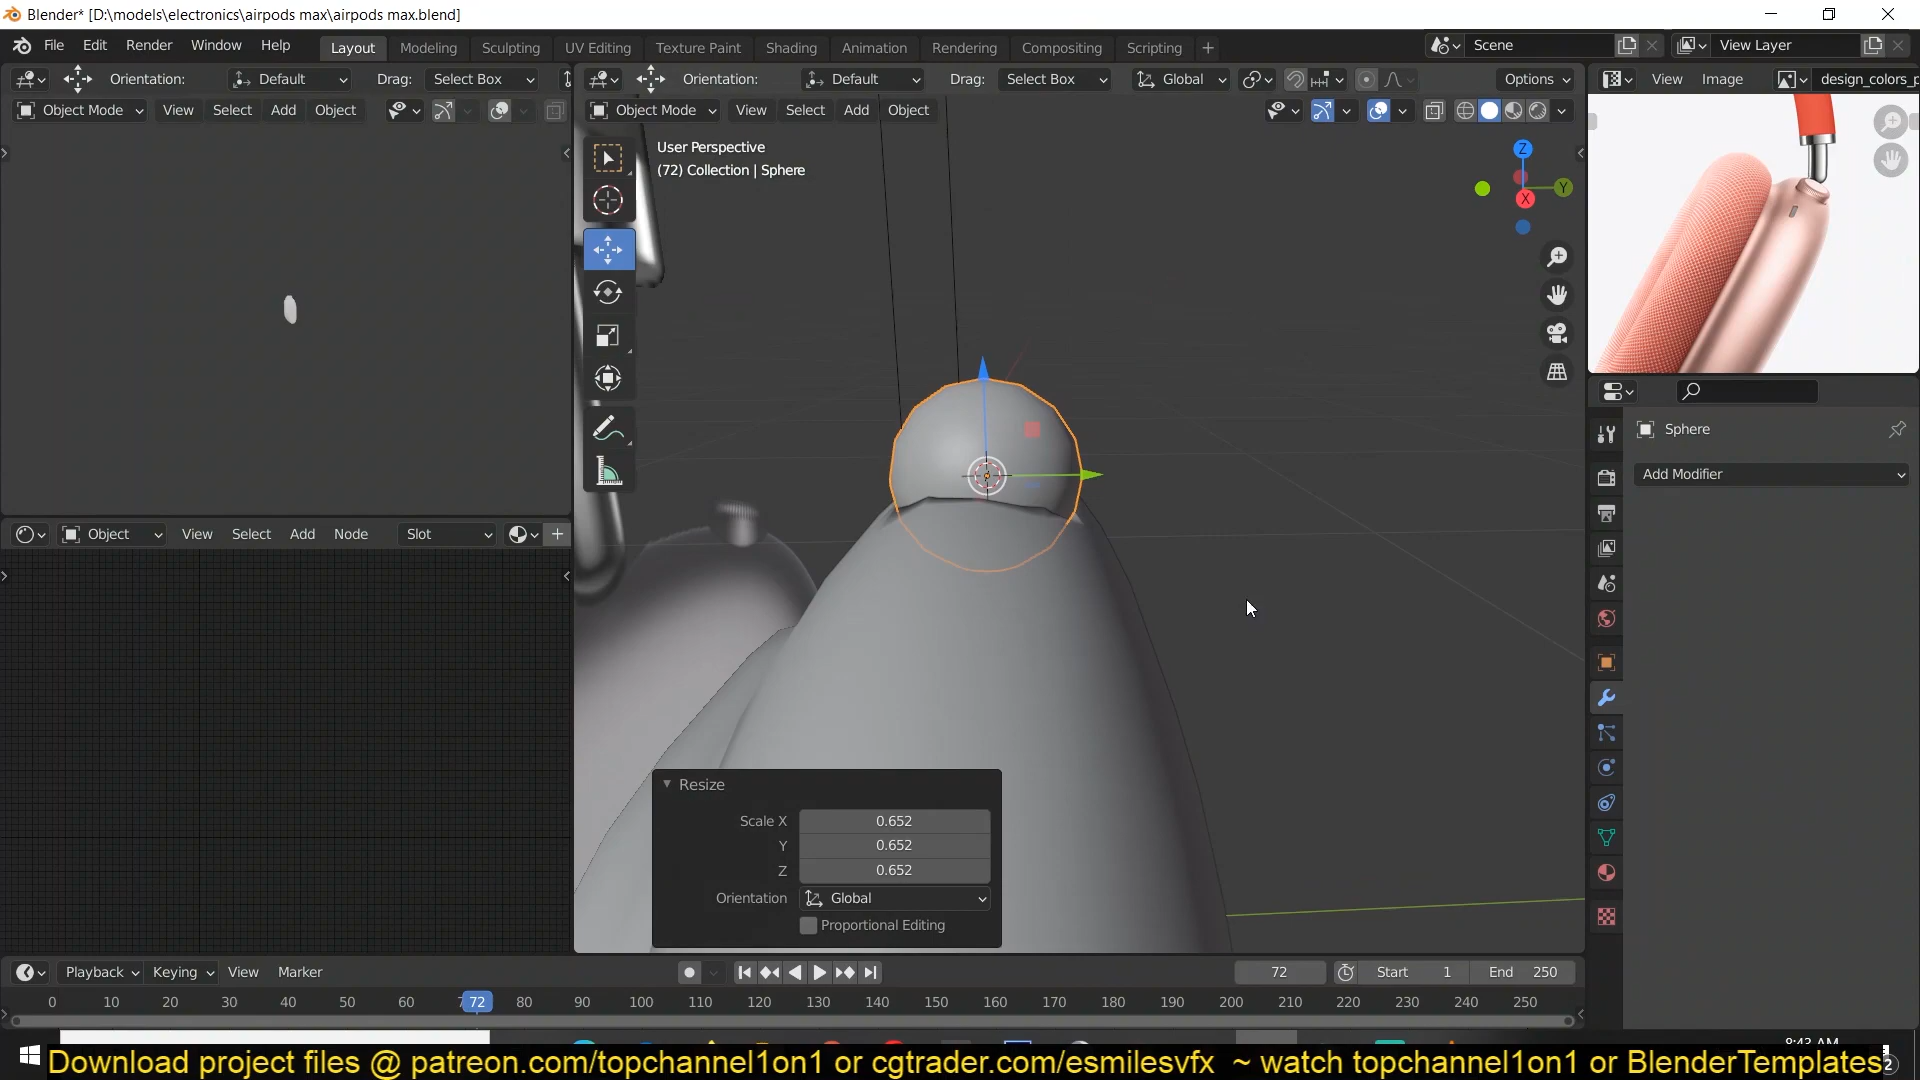 Blender* [D:\models\electronics\airpods max\airpods max.blend]
File Edit Render Window Help
Layout Modeling Sculpting UV Editing Texture Paint Shading Animation Rendering Compositing Scripting +
Scene
View Layer
Orientation: Default Drag: Select Box
Orientation: Default Drag: Select Box Global Options
View Image design_colors_p
Object Mode View Select Add Object
Object Mode View Select Add Object
User Perspective
(72) Collection | Sphere
Z
Y
X
Sphere
Add Modifier
Object View Select Add Node Slot
Resize
Scale X 0.652
Y 0.652
Z 0.652
Orientation Global
Proportional Editing
Playback Keying View Marker
72 Start 1 End 250
0 10 20 30 40 50 60 72 80 90 100 110 120 130 140 150 160 170 180 190 200 210 220 230 240 250
8:43 AM
Download project files @ patreon.com/topchannel1on1 or cgtrader.com/esmilesvfx ~ watch topchannel1on1 or BlenderTemplates
2